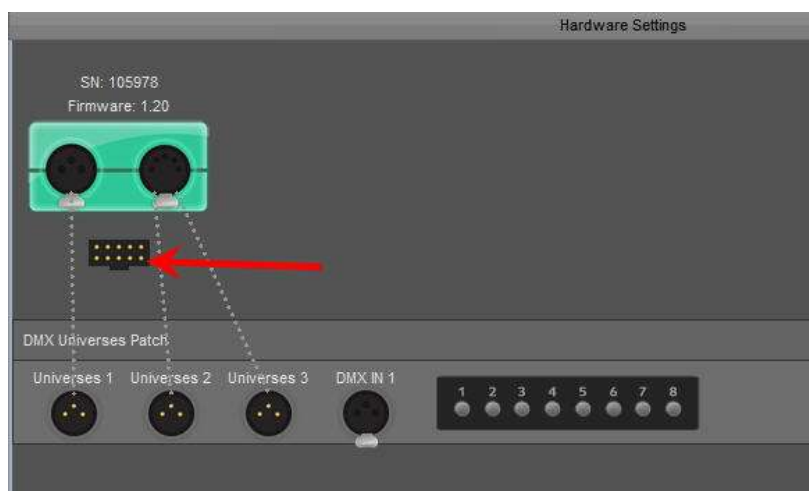 Hardware Settings
SN: 105978
Firmware: 1.20
DMX Universes Patch
Universes 1 Universes 2 Universes 3 DMX IN 1
1 2 3 4 5 6 7 8